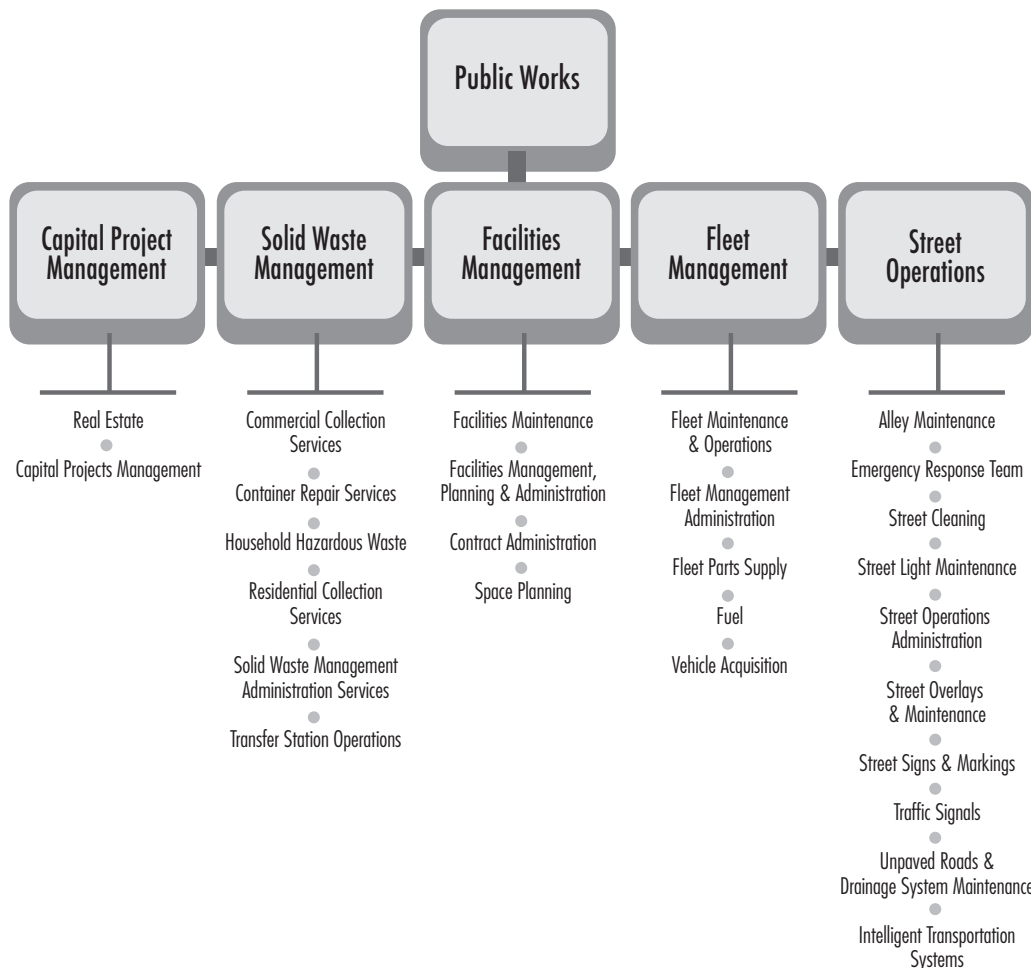 Public Works
Capital Project
Management
Solid Waste
Management
Facilities
Management
Fleet
Management
Street
Operations
Real Estate
Capital Projects Management
Commercial Collection
Services
Container Repair Services
Household Hazardous Waste
Residential Collection
Services
Solid Waste Management
Administration Services
Transfer Station Operations
Facilities Maintenance
Facilities Management,
Planning & Administration
Contract Administration
Space Planning
Fleet Maintenance
& Operations
Fleet Management
Administration
Fleet Parts Supply
Fuel
Vehicle Acquisition
Alley Maintenance
Emergency Response Team
Street Cleaning
Street Light Maintenance
Street Operations
Administration
Street Overlays
& Maintenance
Street Signs & Markings
Traffic Signals
Unpaved Roads &
Drainage System Maintenance
Intelligent Transportation
Systems